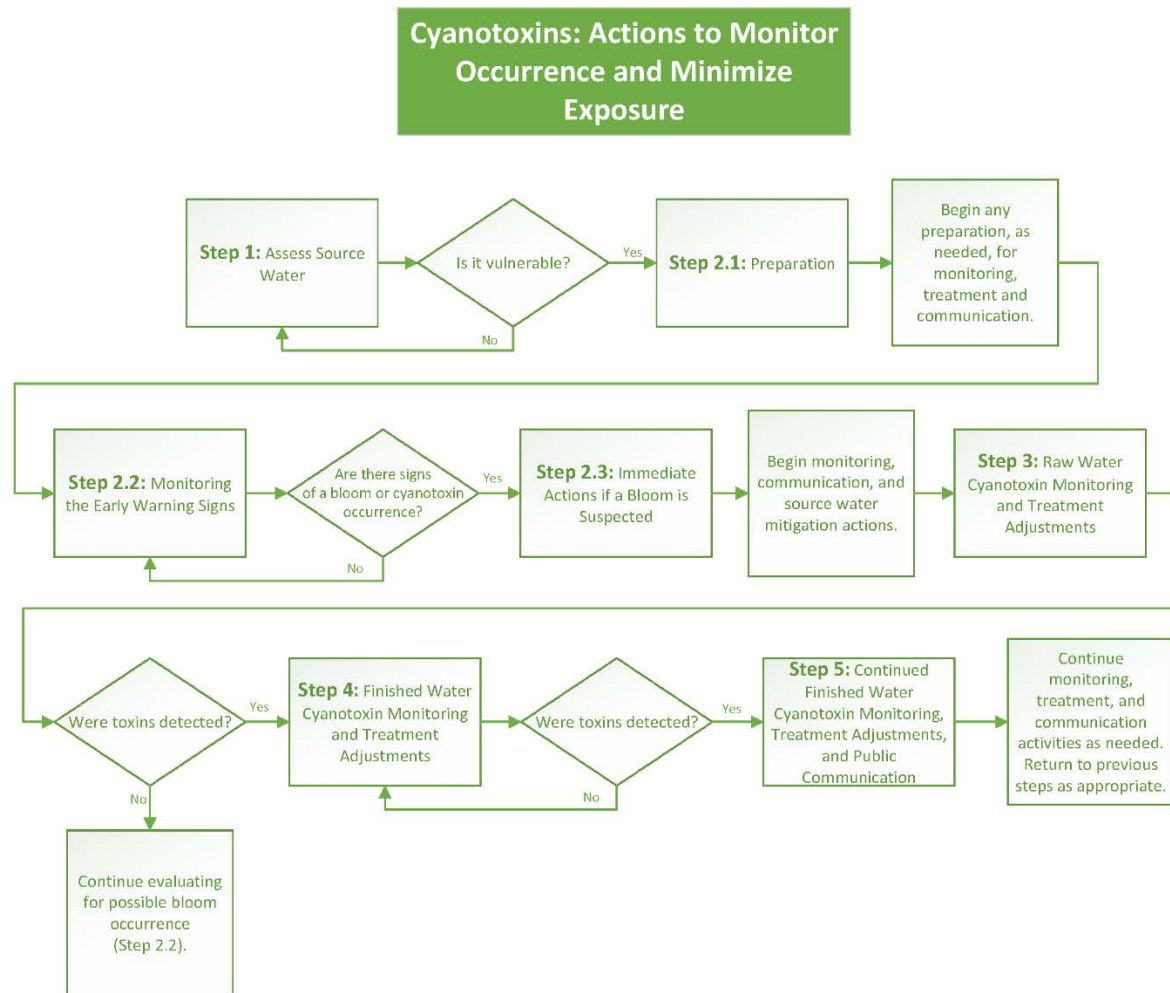 Cyanotoxins: Actions to Monitor
Occurrence and Minimize
Exposure
Step 1: Assess Source
Water
Is it vulnerable?
Yes
No
Step 2.1: Preparation
Begin any
preparation, as
needed, for
monitoring,
treatment and
communication.
Step 2.2: Monitoring
the Early Warning Signs
Are there signs
of a bloom or cyanotoxin
occurrence?
Yes
No
Step 2.3: Immediate
Actions if a Bloom is
Suspected
Begin monitoring,
communication, and
source water
mitigation actions.
Step 3: Raw Water
Cyanotoxin Monitoring
and Treatment
Adjustments
Were toxins detected?
Yes
No
Step 4: Finished Water
Cyanotoxin Monitoring
and Treatment
Adjustments
Were toxins detected?
Yes
No
Step 5: Continued
Finished Water
Cyanotoxin Monitoring,
Treatment Adjustments,
and Public
Communication
Continue
monitoring,
treatment, and
communication
activities as needed.
Return to previous
steps as appropriate.
Continue evaluating
for possible bloom
occurrence
(Step 2.2).